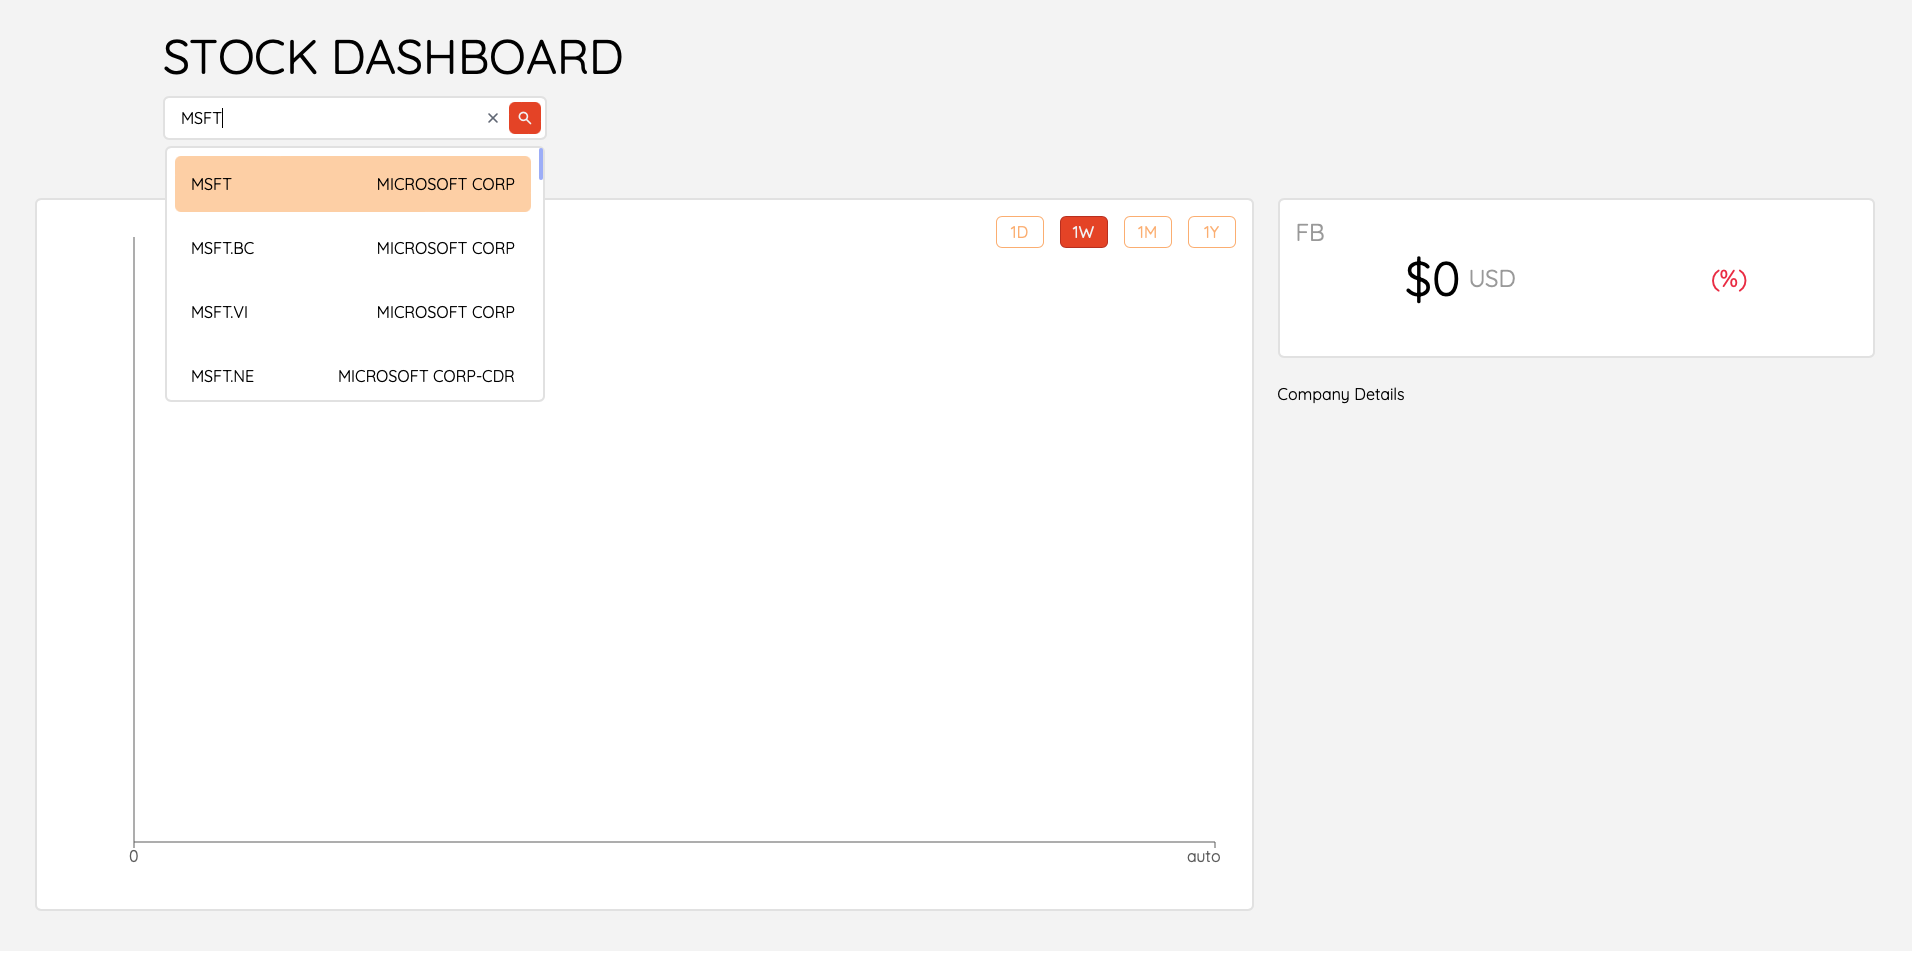 STOCK DASHBOARD
MSFT
MSFT MICROSOFT CORP
MSFT.BC MICROSOFT CORP
MSFT.VI MICROSOFT CORP
MSFT.NE MICROSOFT CORP-CDR
1D 1W 1M 1Y
0 auto
FB
$0 USD (%)
Company Details